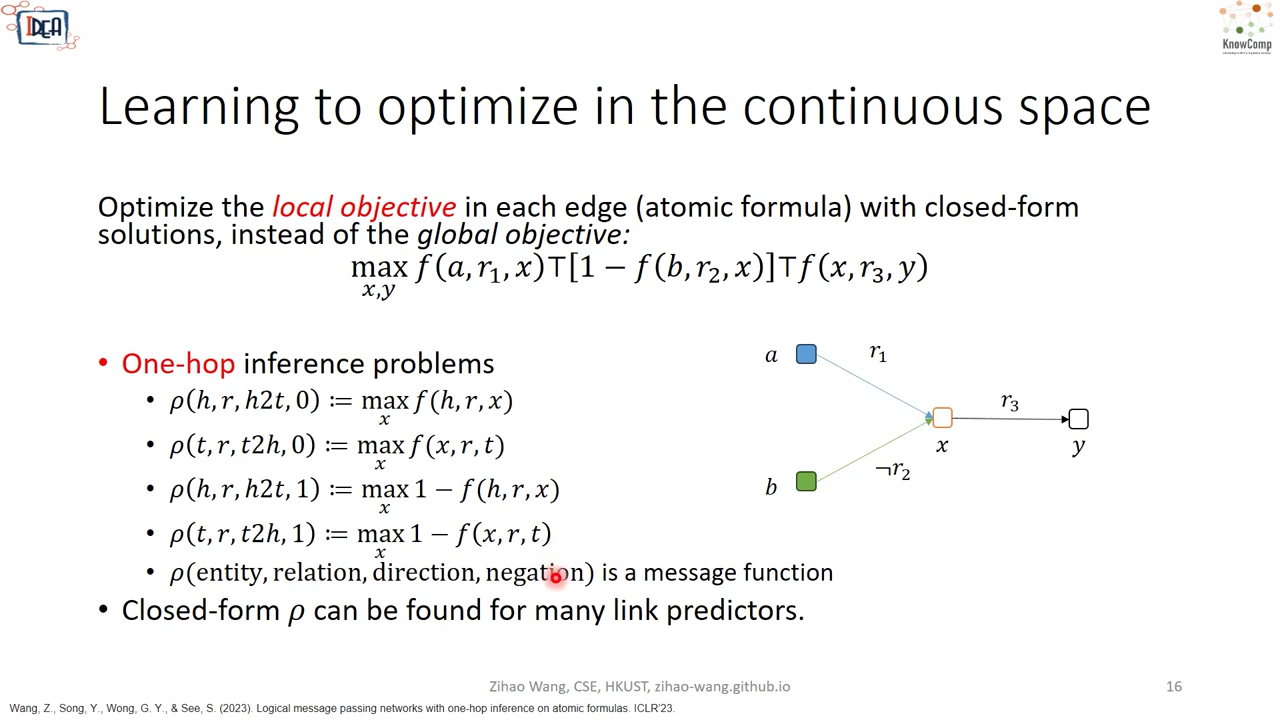 IDEA
KnowComp
Learning to optimize in the continuous space
Optimize the local objective in each edge (atomic formula) with closed-form
solutions, instead of the global objective:
max f(a, r₁, x)⊤[1 − f(b, r₂, x)]⊤f(x, r₃, y)
x,y
• One-hop inference problems
• ρ(h, r, h2t, 0) ≔ max f(h, r, x)
x
• ρ(t, r, t2h, 0) ≔ max f(x, r, t)
x
• ρ(h, r, h2t, 1) ≔ max 1 − f(h, r, x)
x
• ρ(t, r, t2h, 1) ≔ max 1 − f(x, r, t)
x
• ρ(entity, relation, direction, negation) is a message function
• Closed-form ρ can be found for many link predictors.
a
r₁
r₃
x
y
¬r₂
b
Zihao Wang, CSE, HKUST, zihao-wang.github.io
16
Wang, Z., Song, Y., Wong, G. Y., & See, S. (2023). Logical message passing networks with one-hop inference on atomic formulas. ICLR'23.